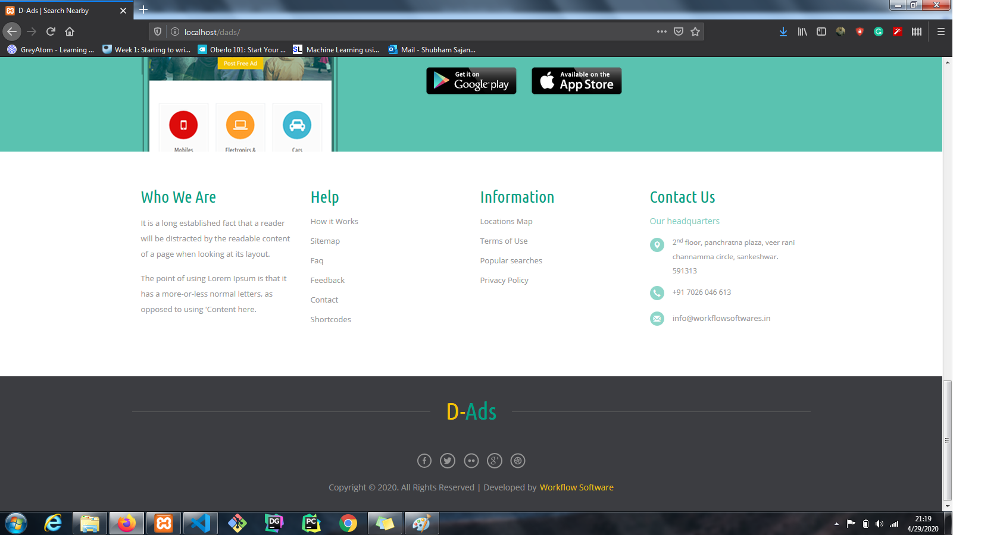 D-Ads | Search Nearby
localhost/dads/
GreyAtom - Learning ...
Week 1: Starting to wri...
Oberlo 101: Start Your ...
SL Machine Learning usi...
Mail - Shubham Sajan...
Post Free Ad
Get it on
Google play
Available on the
App Store
Mobiles
Electronics &
Cars
Who We Are
It is a long established fact that a reader
will be distracted by the readable content
of a page when looking at its layout.
The point of using Lorem Ipsum is that it
has a more-or-less normal letters, as
opposed to using 'Content here.
Help
How it Works
Sitemap
Faq
Feedback
Contact
Shortcodes
Information
Locations Map
Terms of Use
Popular searches
Privacy Policy
Contact Us
Our headquarters
2nd floor, panchratna plaza, veer rani
channamma circle, sankeshwar.
591313
+91 7026 046 613
info@workflowsoftwares.in
D-Ads
Copyright © 2020. All Rights Reserved | Developed by Workflow Software
DG
PC
21:19
4/29/2020